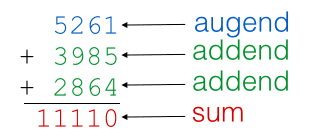 5261 augend
+ 3985 addend
+ 2864 addend
11110 sum